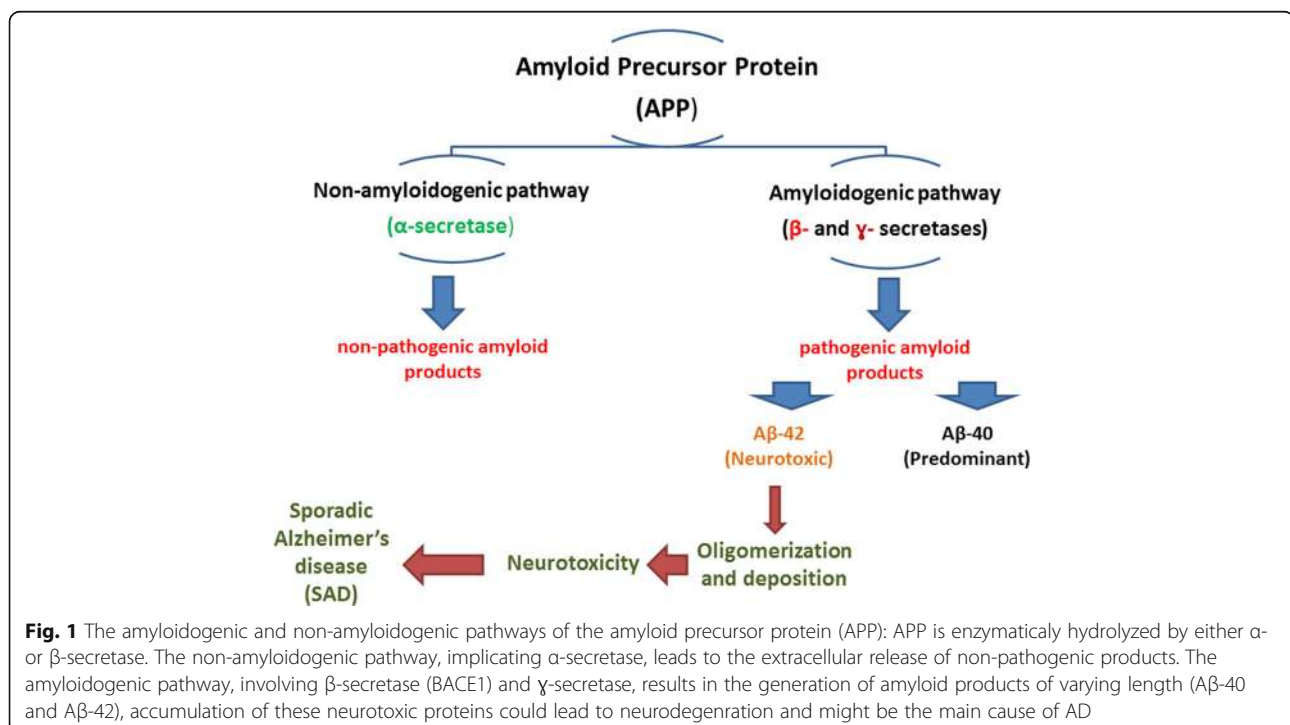 Amyloid Precursor Protein
(APP)
Non-amyloidogenic pathway
(α-secretase)
Amyloidogenic pathway
(β- and ɣ- secretases)
non-pathogenic amyloid
products
pathogenic amyloid
products
Aβ-42
(Neurotoxic)
Aβ-40
(Predominant)
Oligomerization
and deposition
Neurotoxicity
Sporadic
Alzheimer's
disease
(SAD)
Fig. 1 The amyloidogenic and non-amyloidogenic pathways of the amyloid precursor protein (APP): APP is enzymaticaly hydrolyzed by either α-
or β-secretase. The non-amyloidogenic pathway, implicating α-secretase, leads to the extracellular release of non-pathogenic products. The
amyloidogenic pathway, involving β-secretase (BACE1) and ɣ-secretase, results in the generation of amyloid products of varying length (Aβ-40
and Aβ-42), accumulation of these neurotoxic proteins could lead to neurodegenration and might be the main cause of AD